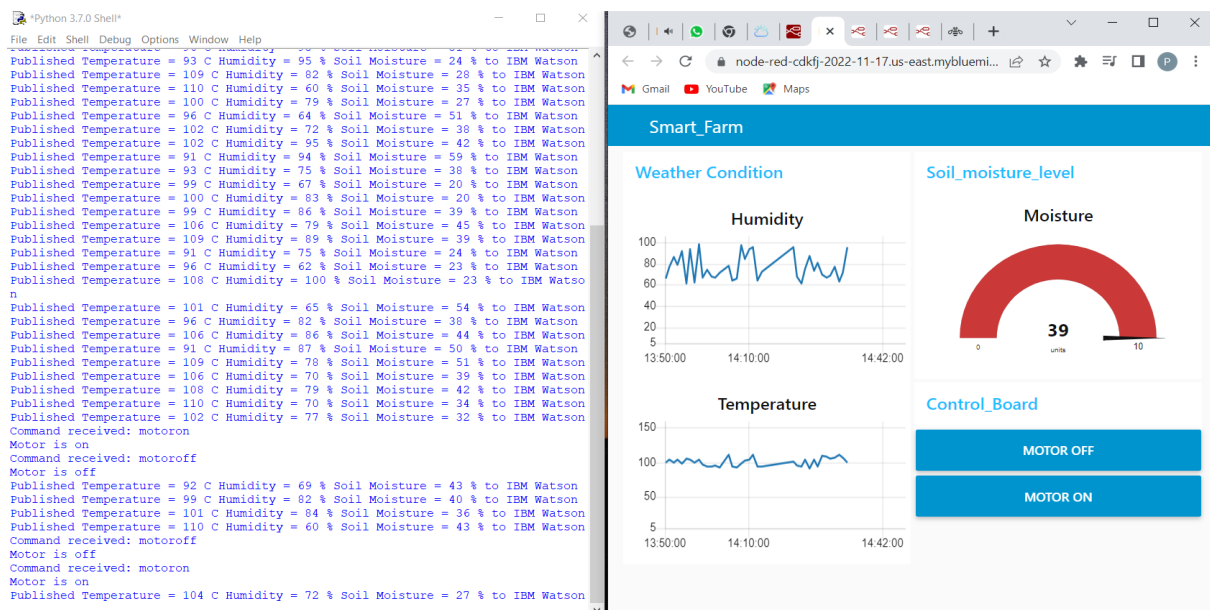 *Python 3.7.0 Shell*
File Edit Shell Debug Options Window Help
Published Temperature = 93 C Humidity = 95 % Soil Moisture = 24 % to IBM Watson
Published Temperature = 109 C Humidity = 82 % Soil Moisture = 28 % to IBM Watson
Published Temperature = 110 C Humidity = 60 % Soil Moisture = 35 % to IBM Watson
Published Temperature = 100 C Humidity = 79 % Soil Moisture = 27 % to IBM Watson
Published Temperature = 96 C Humidity = 64 % Soil Moisture = 51 % to IBM Watson
Published Temperature = 102 C Humidity = 72 % Soil Moisture = 38 % to IBM Watson
Published Temperature = 102 C Humidity = 95 % Soil Moisture = 42 % to IBM Watson
Published Temperature = 91 C Humidity = 94 % Soil Moisture = 59 % to IBM Watson
Published Temperature = 93 C Humidity = 75 % Soil Moisture = 38 % to IBM Watson
Published Temperature = 99 C Humidity = 67 % Soil Moisture = 20 % to IBM Watson
Published Temperature = 100 C Humidity = 83 % Soil Moisture = 20 % to IBM Watson
Published Temperature = 99 C Humidity = 86 % Soil Moisture = 39 % to IBM Watson
Published Temperature = 106 C Humidity = 79 % Soil Moisture = 45 % to IBM Watson
Published Temperature = 109 C Humidity = 89 % Soil Moisture = 39 % to IBM Watson
Published Temperature = 91 C Humidity = 75 % Soil Moisture = 24 % to IBM Watson
Published Temperature = 96 C Humidity = 62 % Soil Moisture = 23 % to IBM Watson
Published Temperature = 108 C Humidity = 100 % Soil Moisture = 23 % to IBM Watso
n
Published Temperature = 101 C Humidity = 65 % Soil Moisture = 54 % to IBM Watson
Published Temperature = 96 C Humidity = 82 % Soil Moisture = 38 % to IBM Watson
Published Temperature = 106 C Humidity = 86 % Soil Moisture = 44 % to IBM Watson
Published Temperature = 91 C Humidity = 87 % Soil Moisture = 50 % to IBM Watson
Published Temperature = 109 C Humidity = 78 % Soil Moisture = 51 % to IBM Watson
Published Temperature = 106 C Humidity = 70 % Soil Moisture = 39 % to IBM Watson
Published Temperature = 108 C Humidity = 79 % Soil Moisture = 42 % to IBM Watson
Published Temperature = 110 C Humidity = 70 % Soil Moisture = 34 % to IBM Watson
Published Temperature = 102 C Humidity = 77 % Soil Moisture = 32 % to IBM Watson
Command received: motoron
Motor is on
Command received: motoroff
Motor is off
Published Temperature = 92 C Humidity = 69 % Soil Moisture = 43 % to IBM Watson
Published Temperature = 99 C Humidity = 82 % Soil Moisture = 40 % to IBM Watson
Published Temperature = 101 C Humidity = 84 % Soil Moisture = 36 % to IBM Watson
Published Temperature = 110 C Humidity = 60 % Soil Moisture = 43 % to IBM Watson
Command received: motoroff
Motor is off
Command received: motoron
Motor is on
Published Temperature = 104 C Humidity = 72 % Soil Moisture = 27 % to IBM Watson
node-red-cdkfj-2022-11-17.us-east.mybluemi...
P
Gmail YouTube Maps
Smart_Farm
Weather Condition
Humidity
100
80
60
40
20
5
13:50:00 14:10:00 14:42:00
Temperature
150
100
50
5
13:50:00 14:10:00 14:42:00
Soil_moisture_level
Moisture
39
units
0 10
Control_Board
MOTOR OFF
MOTOR ON